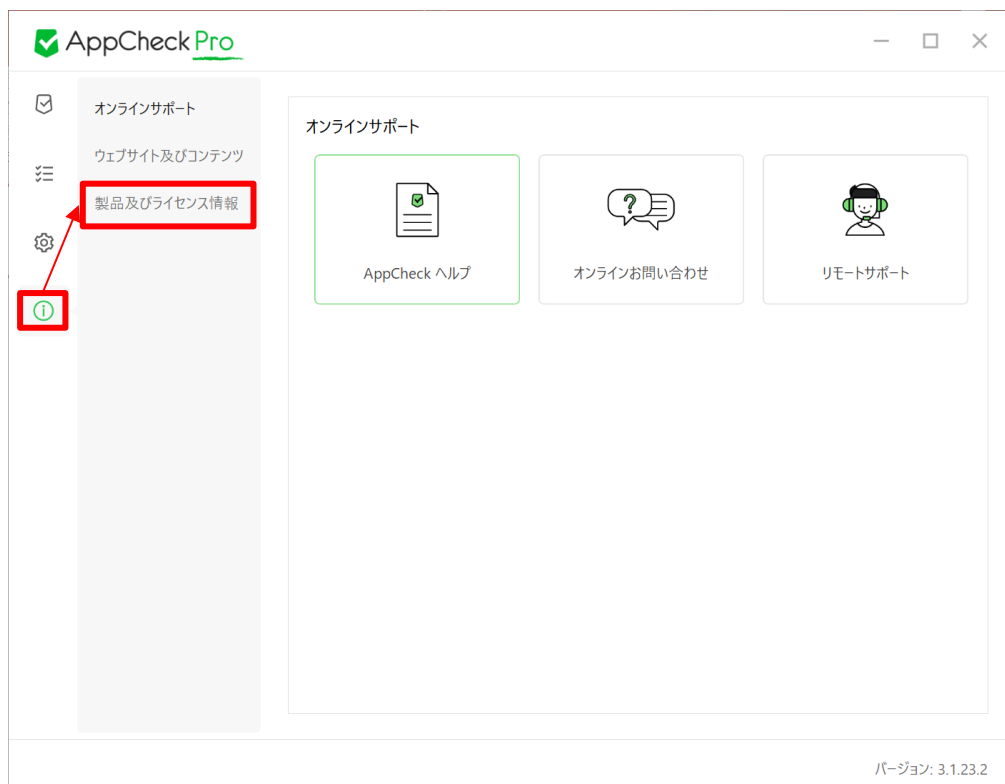 AppCheck Pro
オンラインサポート
ウェブサイト及びコンテンツ
製品及びライセンス情報
オンラインサポート
?
AppCheck ヘルプ
オンラインお問い合わせ
リモートサポート
バージョン: 3.1.23.2